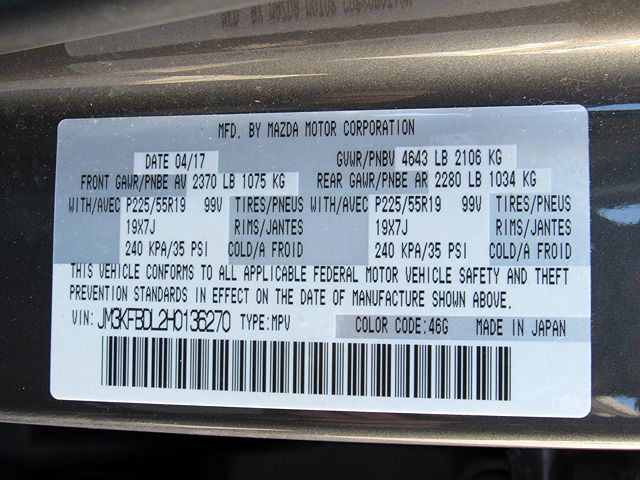 MFD. BY MAZDA MOTOR CORPORATION
DATE 04/17 GVWR/PNBV 4643 LB 2106 KG
FRONT GAWR/PNBE AV 2370 LB 1075 KG REAR GAWR/PNBE AR 2280 LB 1034 KG
WITH/AVEC P225/55R19 99V TIRES/PNEUS WITH/AVEC P225/55R19 99V TIRES/PNEUS
19X7J RIMS/JANTES 19X7J RIMS/JANTES
240 KPA/35 PSI COLD/A FROID 240 KPA/35 PSI COLD/A FROID
THIS VEHICLE CONFORMS TO ALL APPLICABLE FEDERAL MOTOR VEHICLE SAFETY AND THEFT
PREVENTION STANDARDS IN EFFECT ON THE DATE OF MANUFACTURE SHOWN ABOVE.
VIN: JM3KFBDL2H0136270 TYPE:MPV COLOR CODE:46G MADE IN JAPAN